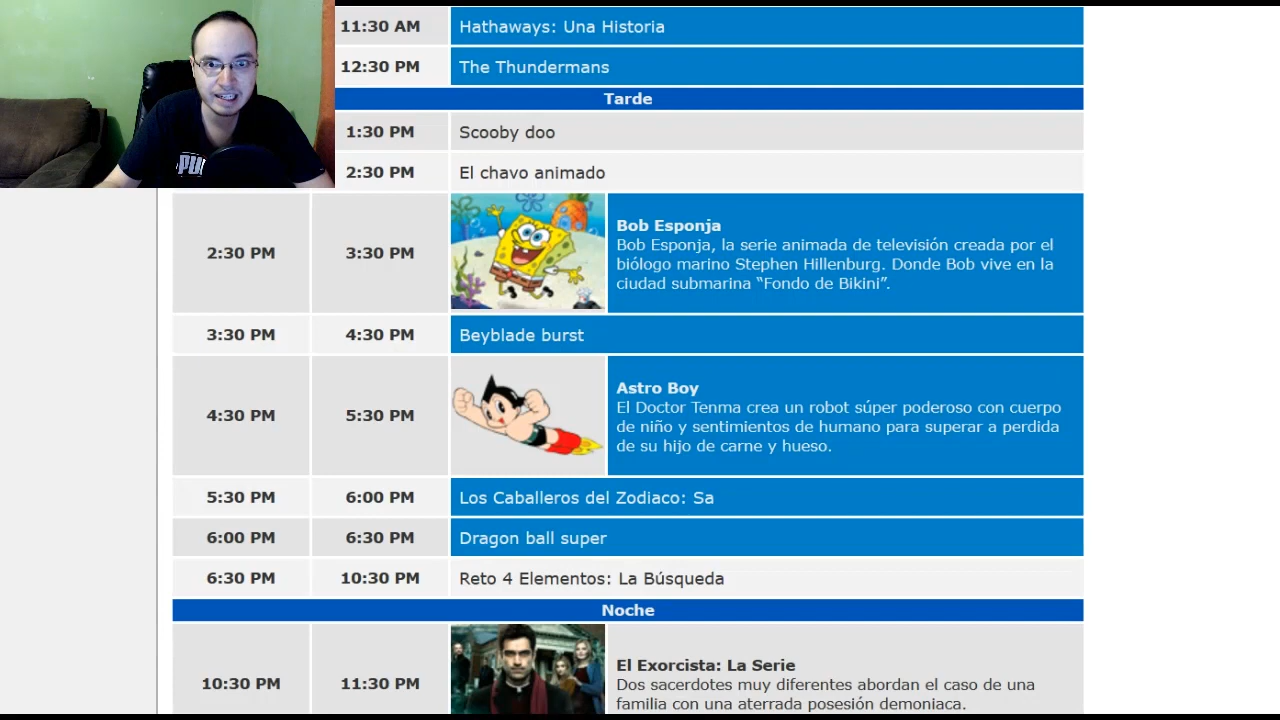 11:30 AM Hathaways: Una Historia
12:30 PM The Thundermans
Tarde
1:30 PM Scooby doo
2:30 PM El chavo animado
2:30 PM 3:30 PM Bob Esponja
Bob Esponja, la serie animada de televisión creada por el
biólogo marino Stephen Hillenburg. Donde Bob vive en la
ciudad submarina “Fondo de Bikini”.
3:30 PM 4:30 PM Beyblade burst
4:30 PM 5:30 PM Astro Boy
El Doctor Tenma crea un robot súper poderoso con cuerpo
de niño y sentimientos de humano para superar a perdida
de su hijo de carne y hueso.
5:30 PM 6:00 PM Los Caballeros del Zodiaco: Sa
6:00 PM 6:30 PM Dragon ball super
6:30 PM 10:30 PM Reto 4 Elementos: La Búsqueda
Noche
10:30 PM 11:30 PM El Exorcista: La Serie
Dos sacerdotes muy diferentes abordan el caso de una
familia con una aterrada posesión demoniaca.